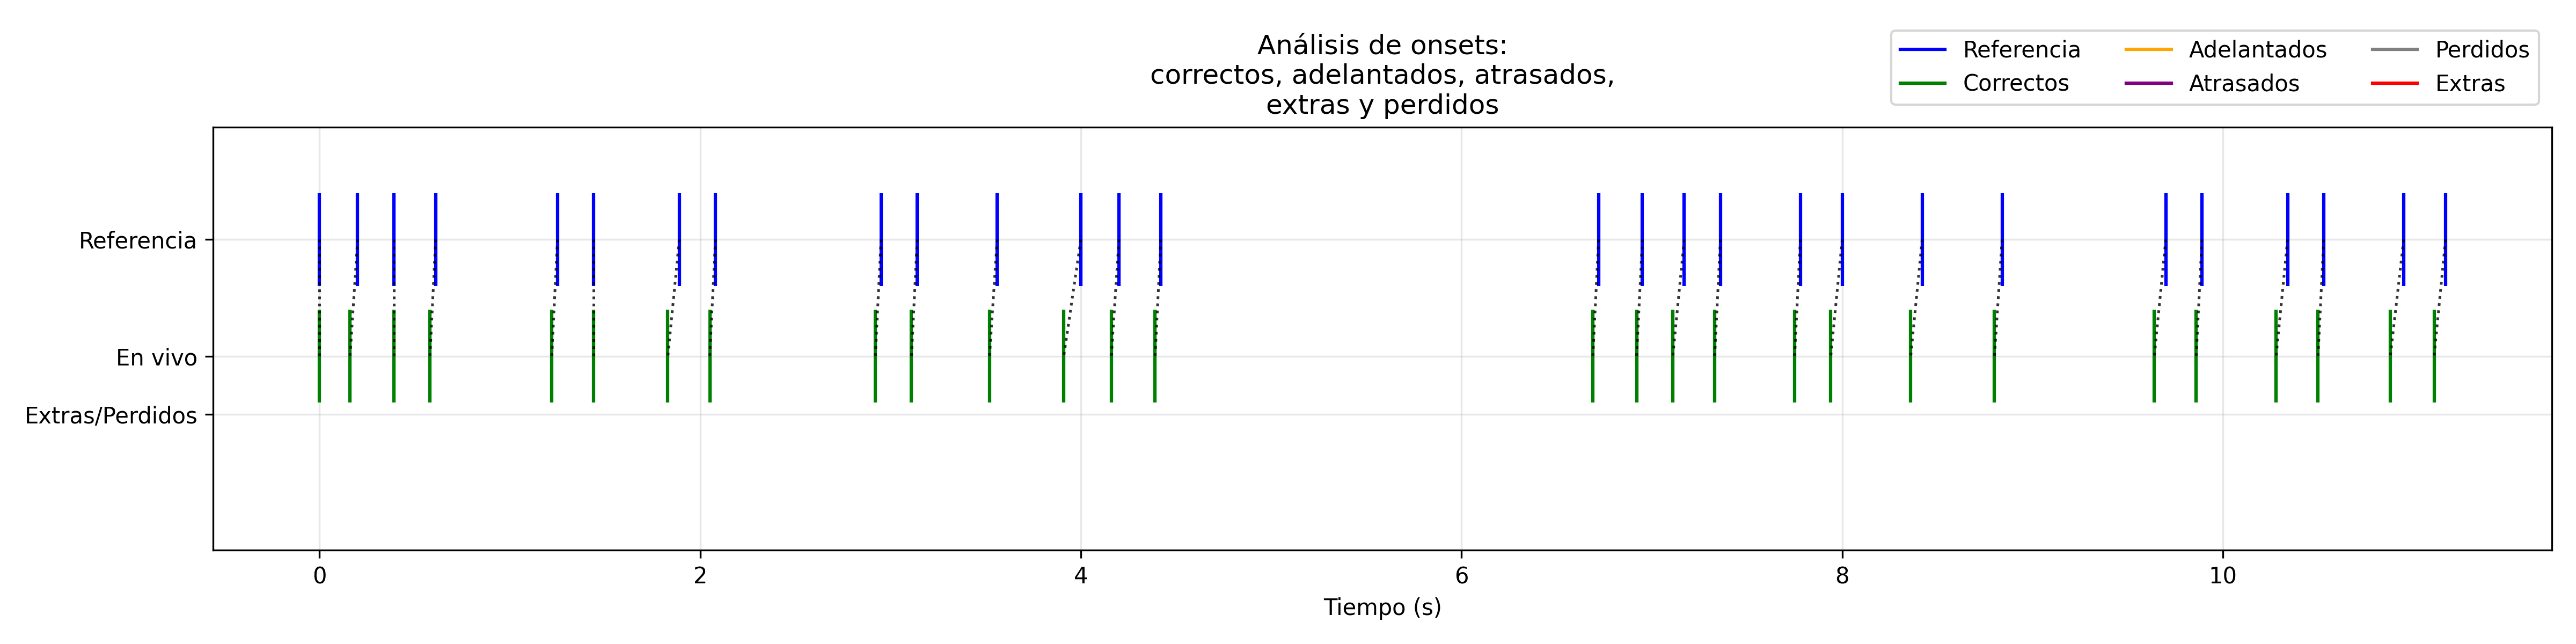 Análisis de onsets:
correctos, adelantados, atrasados,
extras y perdidos
Referencia Adelantados Perdidos
Correctos Atrasados Extras
Referencia
En vivo
Extras/Perdidos
0 2 4 6 8 10
Tiempo (s)